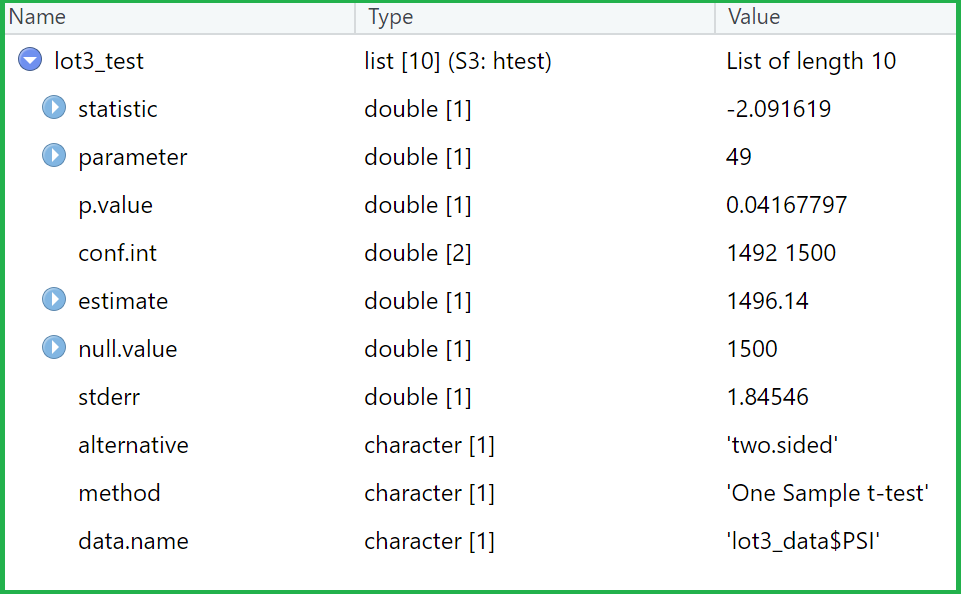 Name Type Value
lot3_test list [10] (S3: htest) List of length 10
statistic double [1] -2.091619
parameter double [1] 49
p.value double [1] 0.04167797
conf.int double [2] 1492 1500
estimate double [1] 1496.14
null.value double [1] 1500
stderr double [1] 1.84546
alternative character [1] 'two.sided'
method character [1] 'One Sample t-test'
data.name character [1] 'lot3_data$PSI'